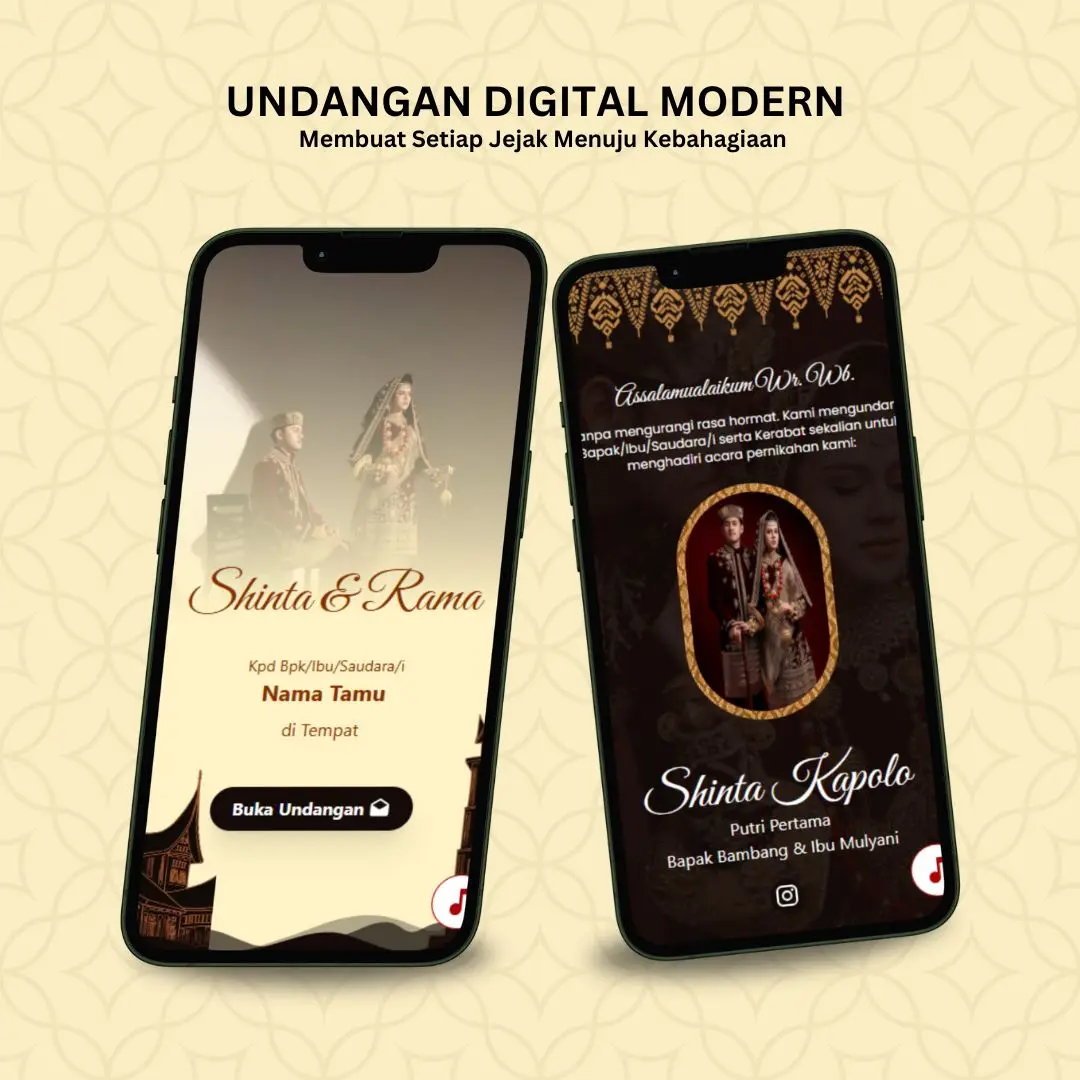 UNDANGAN DIGITAL MODERN
Membuat Setiap Jejak Menuju Kebahagiaan
Shinta & Rama
Kpd Bpk/Ibu/Saudara/i
Nama Tamu
di Tempat
Buka Undangan
Assalamualaikum Wr. Wb.
anpa mengurangi rasa hormat. Kami mengundan
Bapak/Ibu/Saudara/i serta Kerabat sekalian untuk
menghadiri acara pernikahan kami:
Shinta Kapolo
Putri Pertama
Bapak Bambang & Ibu Mulyani